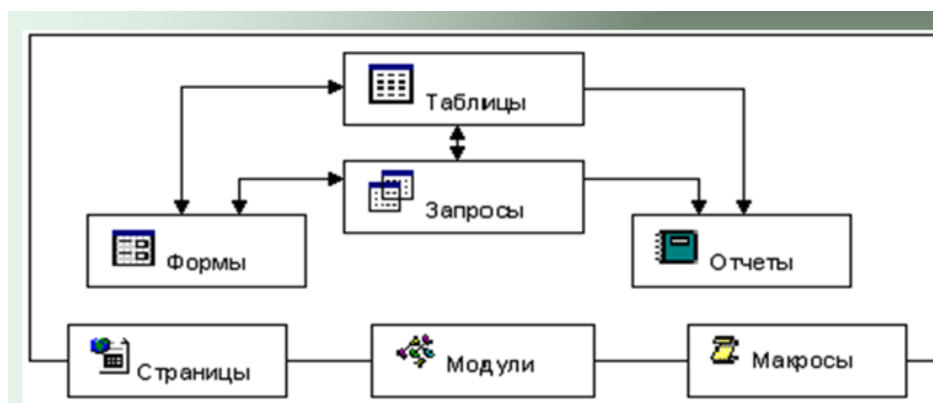 Таблицы
Запросы
Формы
Отчеты
Страницы
Модули
Макросы